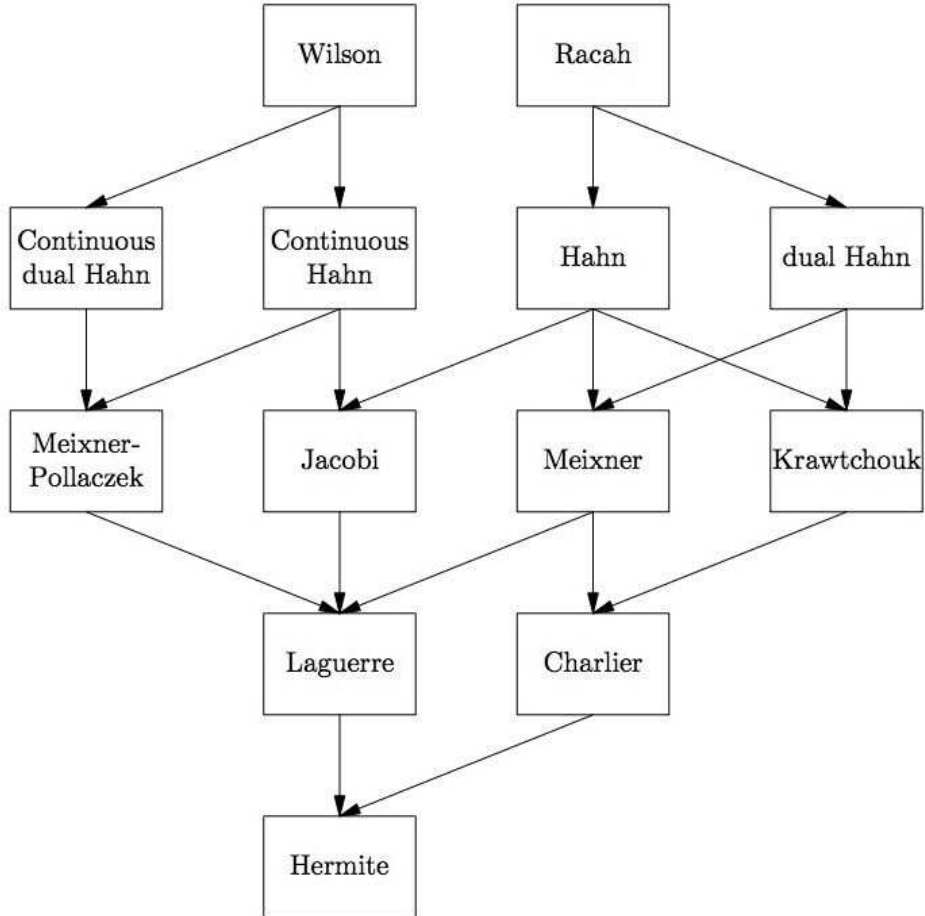 Wilson
Racah
Continuous
dual Hahn
Continuous
Hahn
Hahn
dual Hahn
Meixner-
Pollaczek
Jacobi
Meixner
Krawtchouk
Laguerre
Charlier
Hermite